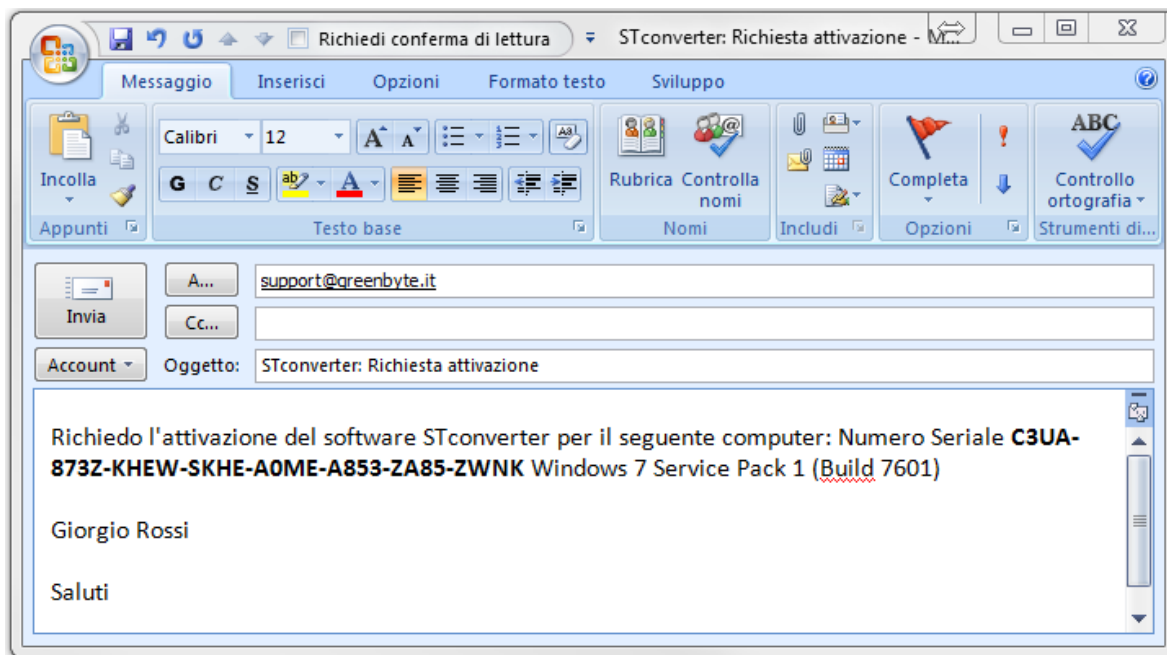 Richiedi conferma di lettura STconverter: Richiesta attivazione - M...
Messaggio Inserisci Opzioni Formato testo Sviluppo
Incolla
Appunti
Calibri 12 A A Aa
G C S ab A
Testo base
Rubrica Controlla nomi
Nomi
Includi
Completa
Opzioni
ABC
Controllo ortografia
Strumenti di...
Invia
A... support@greenbyte.it
Cc...
Account Oggetto: STconverter: Richiesta attivazione
Richiedo l'attivazione del software STconverter per il seguente computer: Numero Seriale C3UA-
873Z-KHEW-SKHE-A0ME-A853-ZA85-ZWNK Windows 7 Service Pack 1 (Build 7601)
Giorgio Rossi
Saluti